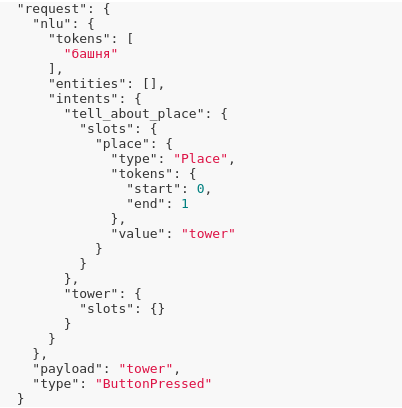 "request": {
  "nlu": {
    "tokens": [
      "башня"
    ],
    "entities": [],
    "intents": {
      "tell_about_place": {
        "slots": {
          "place": {
            "type": "Place",
            "tokens": {
              "start": 0,
              "end": 1
            },
            "value": "tower"
          }
        }
      },
      "tower": {
        "slots": {}
      }
    }
  },
  "payload": "tower",
  "type": "ButtonPressed"
}